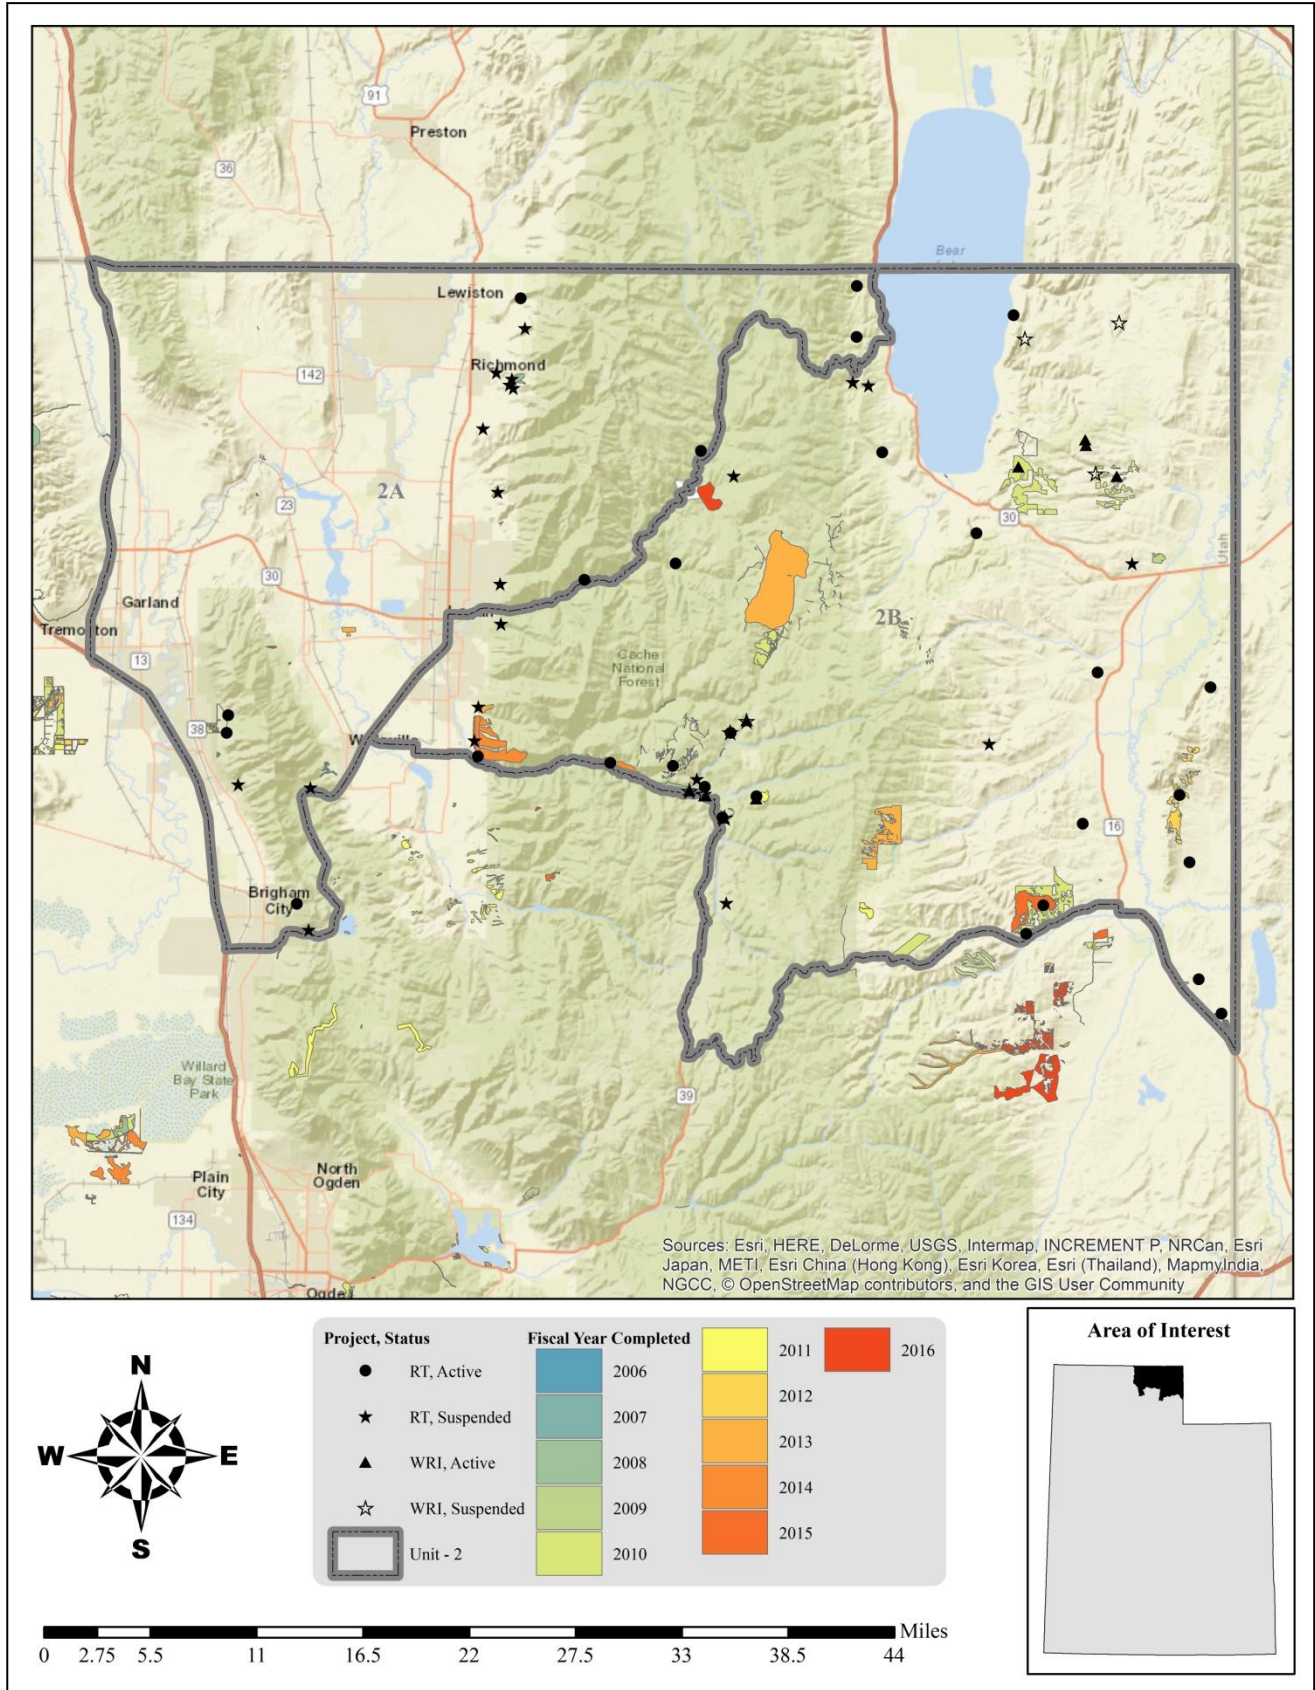 91
Preston
36
Bear
Lewiston
Richmond
142
2A
23
30
30
Utah
Garland
Tremonton
13
2B
Cache
National
Forest
38
16
Brigham
City
Willard
Bay State
Park
39
North
Ogden
Plain
City
134
Sources: Esri, HERE, DeLorme, USGS, Intermap, INCREMENT P, NRCan, Esri
Japan, METI, Esri China (Hong Kong), Esri Korea, Esri (Thailand), MapmyIndia,
NGCC, © OpenStreetMap contributors, and the GIS User Community
Project, Status
RT, Active
RT, Suspended
WRI, Active
WRI, Suspended
Unit - 2
Fiscal Year Completed
2006
2007
2008
2009
2010
2011
2012
2013
2014
2015
2016
Area of Interest
N
W
E
S
Miles
0 2.75 5.5 11 16.5 22 27.5 33 38.5 44